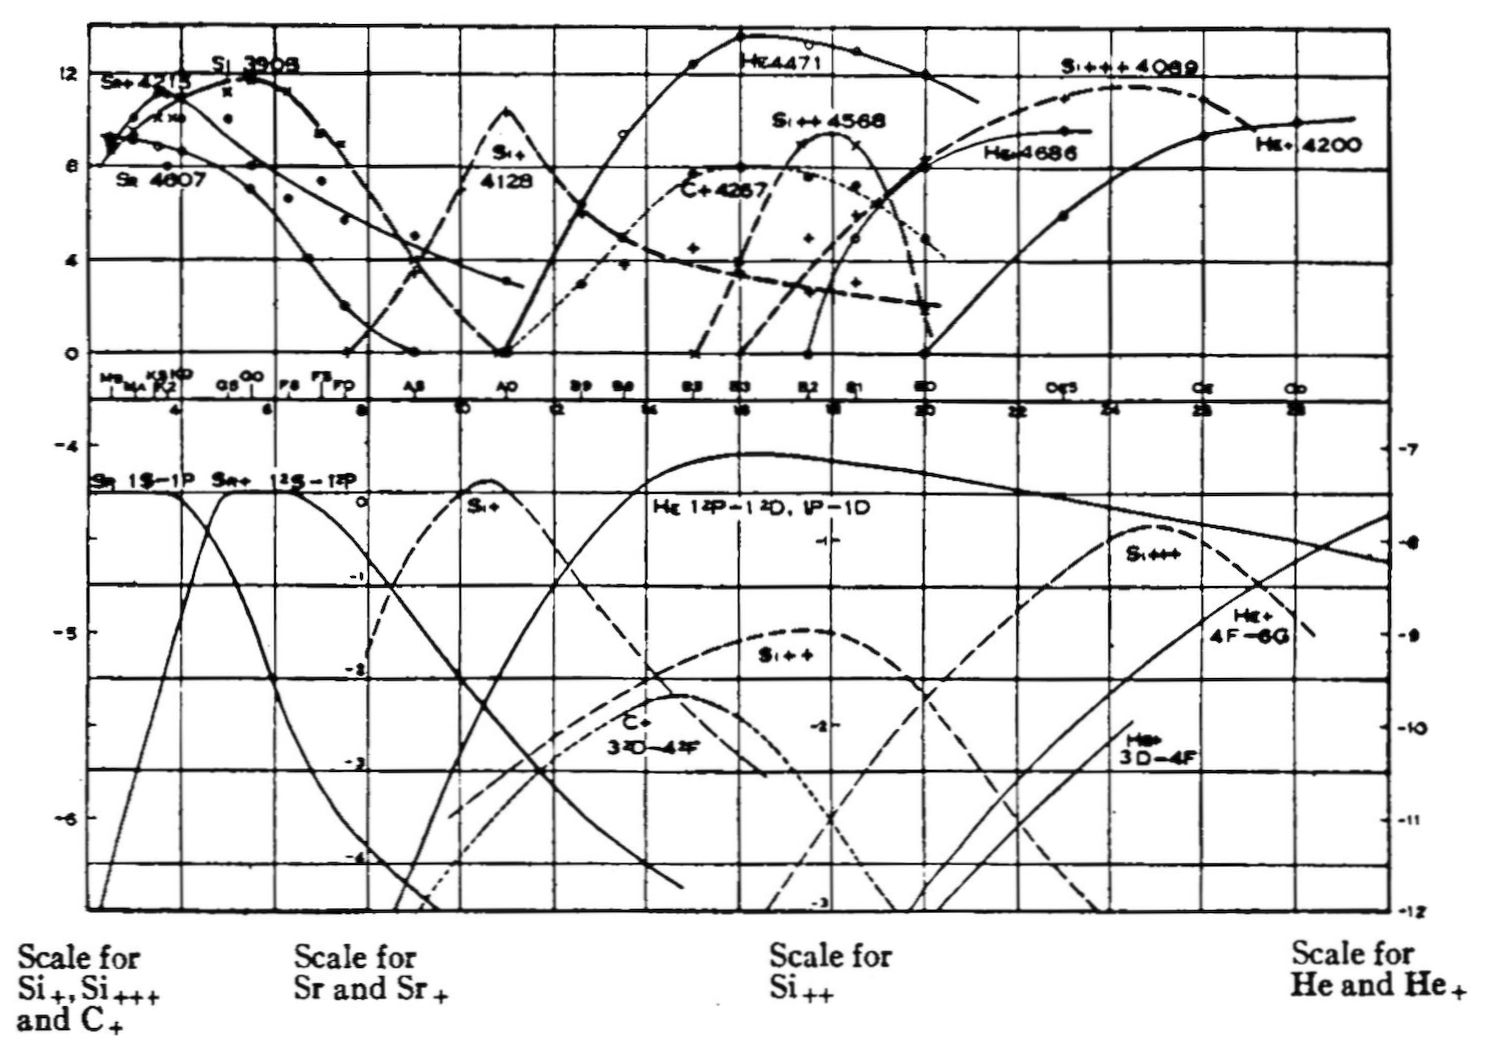 12
Sr+ 4215
Si 3905
He 4471
Si+++ 4089
Si++ 4568
Si+
4128
8
Sr 4607
C+ 4267
He+ 4686
He+ 4200
4
0
MB MA K5 K2 K0 G5 G0 F5 F2 F0 A3 A0 B9 B8 B5 B3 B2 B1 B0 OE5 OE OD
4 6 8 10 12 14 16 18 20 22 24 26 28
-4 -7
Sr 1S-1P Sr+ 1²S-1²P
0
Si+
He 1²P-1²D, 1P-1D
-1 -8
Si+++
-1
He+
4F-6G
-5 -9
-2
Si++
C+
3²D-4²F
-2 -10
He+
3D-4F
-3
-6 -11
-4
-3 -12
Scale for Scale for Scale for Scale for
Si+, Si+++ Sr and Sr+ Si++ He and He+
and C+